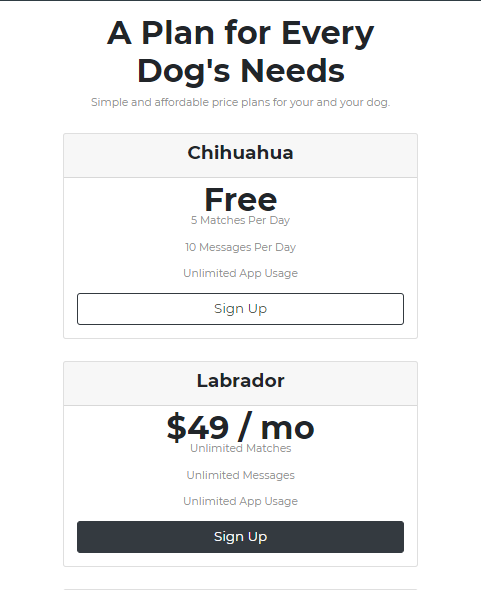 A Plan for Every
Dog's Needs
Simple and affordable price plans for your and your dog.
Chihuahua
Free
5 Matches Per Day
10 Messages Per Day
Unlimited App Usage
Sign Up
Labrador
$49 / mo
Unlimited Matches
Unlimited Messages
Unlimited App Usage
Sign Up